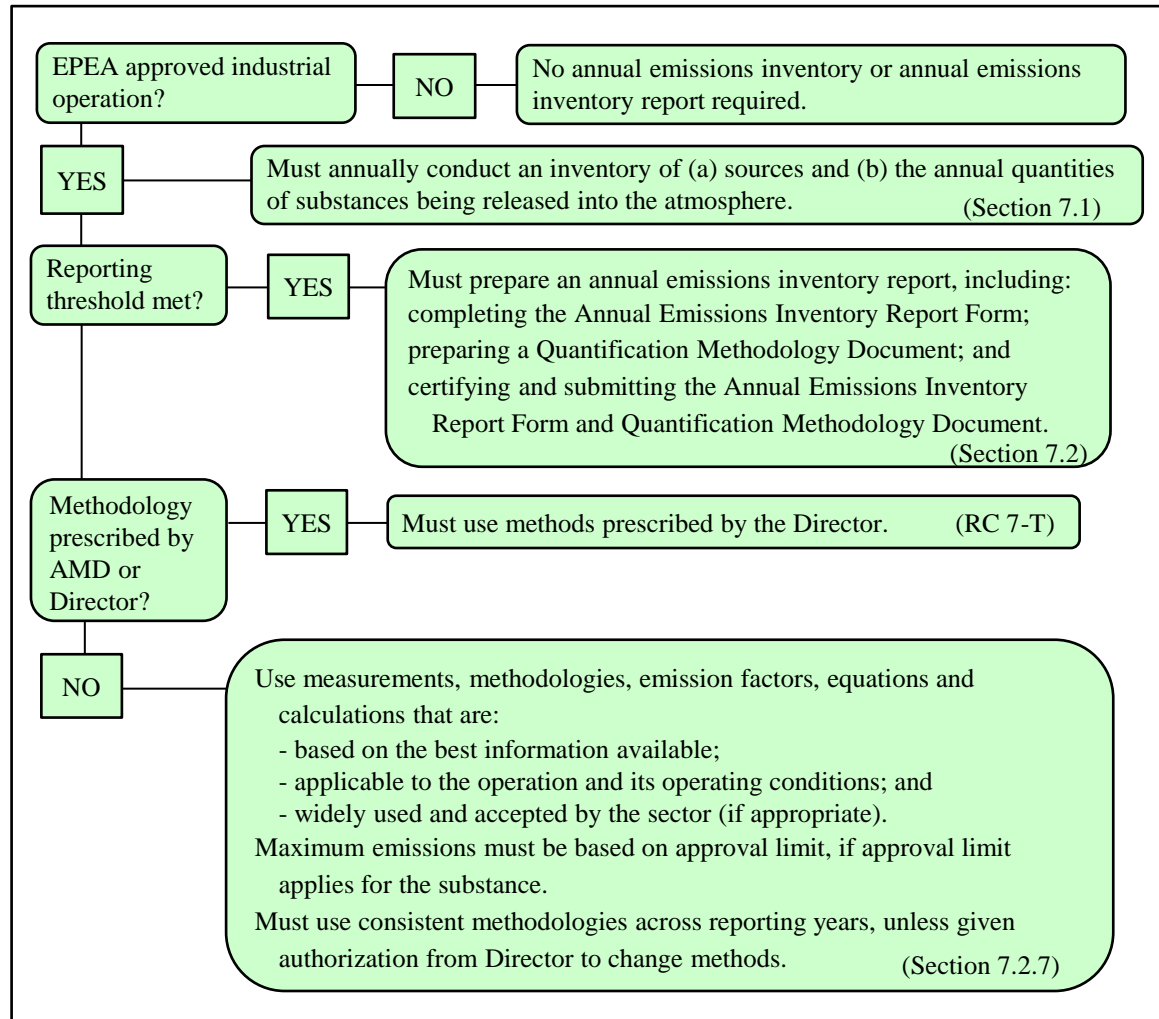 EPEA approved industrial
operation?
NO
No annual emissions inventory or annual emissions
inventory report required.
YES
Must annually conduct an inventory of (a) sources and (b) the annual quantities
of substances being released into the atmosphere.
(Section 7.1)
Reporting
threshold met?
YES
Must prepare an annual emissions inventory report, including:
completing the Annual Emissions Inventory Report Form;
preparing a Quantification Methodology Document; and
certifying and submitting the Annual Emissions Inventory
Report Form and Quantification Methodology Document.
(Section 7.2)
Methodology
prescribed by
AMD or
Director?
YES
Must use methods prescribed by the Director. (RC 7-T)
NO
Use measurements, methodologies, emission factors, equations and
calculations that are:
- based on the best information available;
- applicable to the operation and its operating conditions; and
- widely used and accepted by the sector (if appropriate).
Maximum emissions must be based on approval limit, if approval limit
applies for the substance.
Must use consistent methodologies across reporting years, unless given
authorization from Director to change methods.
(Section 7.2.7)